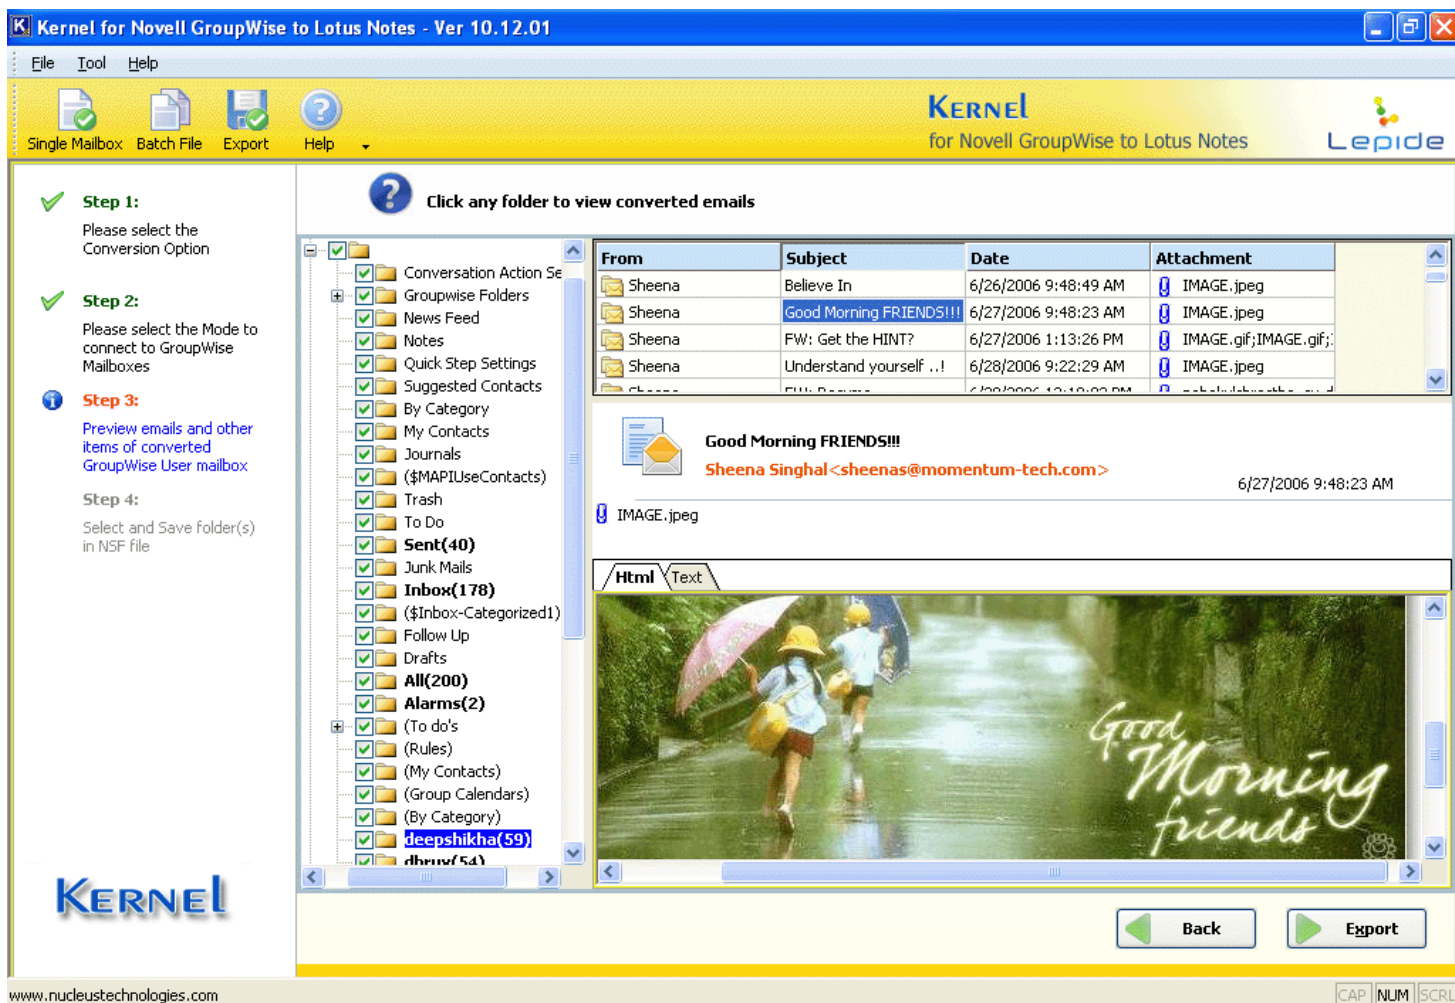 Kernel for Novell GroupWise to Lotus Notes - Ver 10.12.01
File Tool Help
Single Mailbox Batch File Export Help
KERNEL
for Novell GroupWise to Lotus Notes
Lepide
Step 1:
Please select the
Conversion Option
Step 2:
Please select the Mode to
connect to GroupWise
Mailboxes
Step 3:
Preview emails and other
items of converted
GroupWise User mailbox
Step 4:
Select and Save folder(s)
in NSF file
KERNEL
Click any folder to view converted emails
Conversation Action Se
Groupwise Folders
News Feed
Notes
Quick Step Settings
Suggested Contacts
By Category
My Contacts
Journals
($MAPIUseContacts)
Trash
To Do
Sent(40)
Junk Mails
Inbox(178)
($Inbox-Categorized1)
Follow Up
Drafts
All(200)
Alarms(2)
(To do's
(Rules)
(My Contacts)
(Group Calendars)
(By Category)
deepshikha(59)
dhruv(54)
From Subject Date Attachment
Sheena Believe In 6/26/2006 9:48:49 AM IMAGE.jpeg
Sheena Good Morning FRIENDS!!! 6/27/2006 9:48:23 AM IMAGE.jpeg
Sheena FW: Get the HINT? 6/27/2006 1:13:26 PM IMAGE.gif;IMAGE.gif;
Sheena Understand yourself ..! 6/28/2006 9:22:29 AM IMAGE.jpeg
Good Morning FRIENDS!!!
Sheena Singhal<sheenas@momentum-tech.com>
6/27/2006 9:48:23 AM
IMAGE.jpeg
Html Text
Good
Morning
friends
Back Export
www.nucleustechnologies.com
CAP NUM SCRL